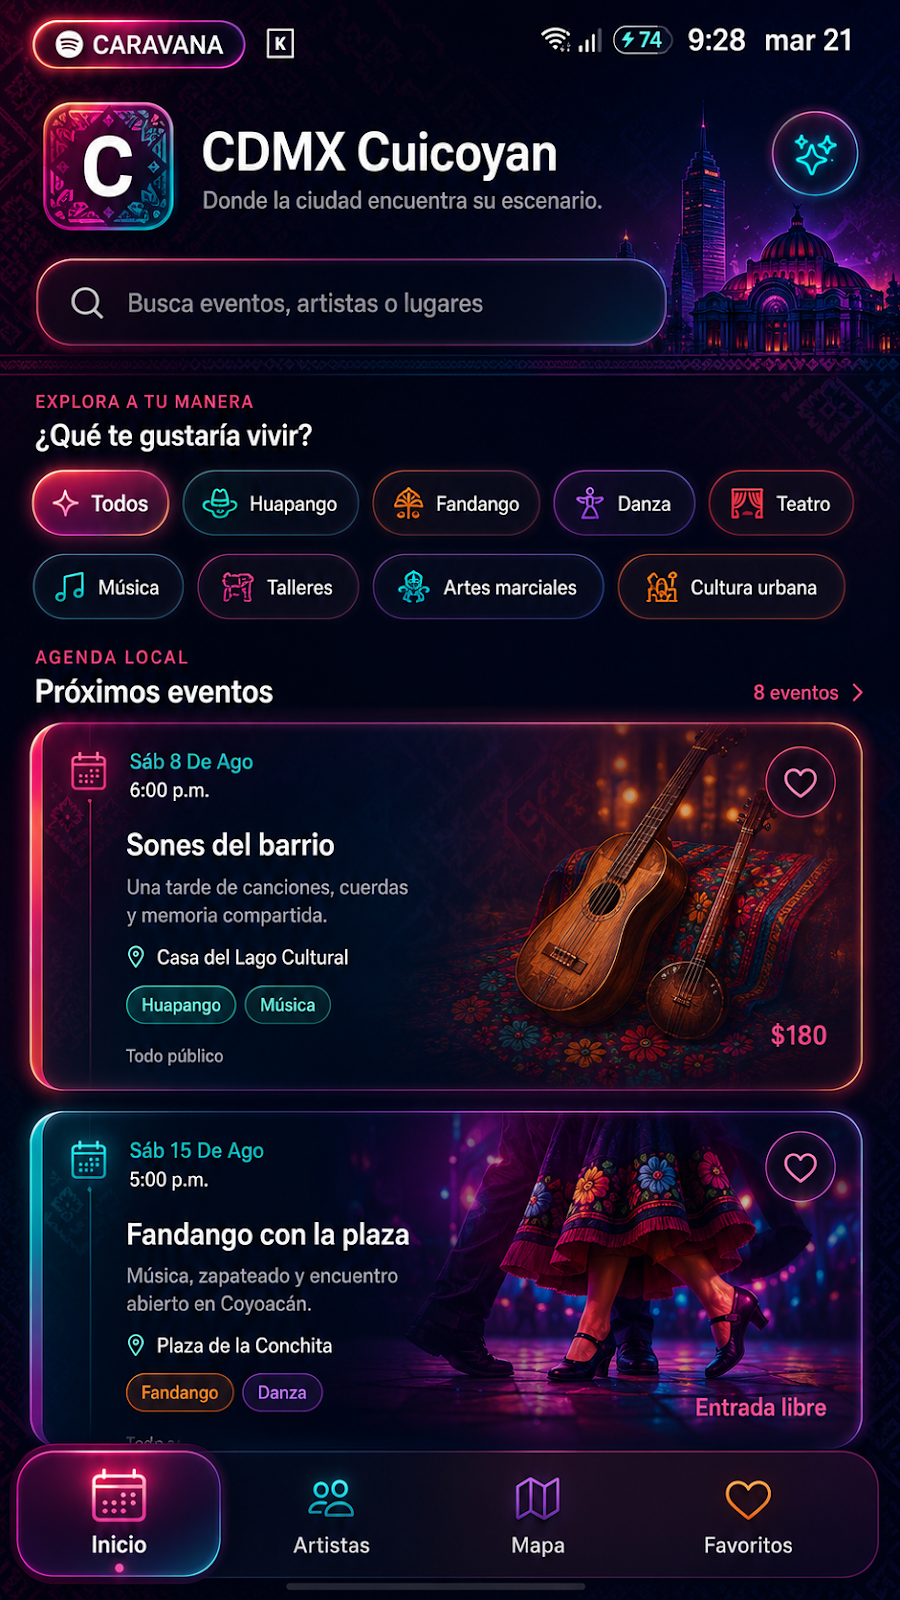 CARAVANA K 74 9:28 mar 21
C
CDMX Cuicoyan
Donde la ciudad encuentra su escenario.
Busca eventos, artistas o lugares
EXPLORA A TU MANERA
¿Qué te gustaría vivir?
Todos Huapango Fandango Danza Teatro
Música Talleres Artes marciales Cultura urbana
AGENDA LOCAL
Próximos eventos 8 eventos
Sáb 8 De Ago
6:00 p.m.
Sones del barrio
Una tarde de canciones, cuerdas
y memoria compartida.
Casa del Lago Cultural
Huapango Música
$180
Todo público
Sáb 15 De Ago
5:00 p.m.
Fandango con la plaza
Música, zapateado y encuentro
abierto en Coyoacán.
Plaza de la Conchita
Fandango Danza
Entrada libre
Inicio Artistas Mapa Favoritos